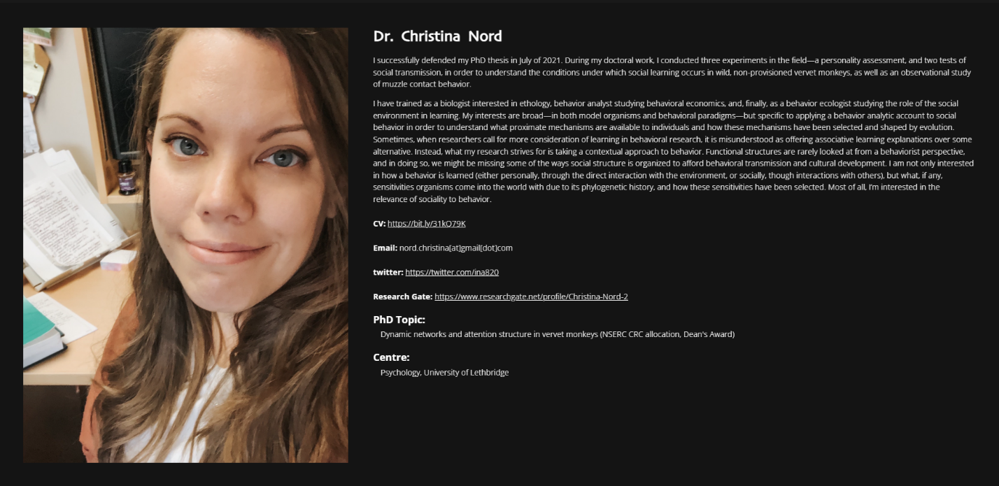 Dr. Christina Nord
I successfully defended my PhD thesis in July of 2021. During my doctoral work, I conducted three experiments in the field—a personality assessment, and two tests of
social transmission, in order to understand the conditions under which social learning occurs in wild, non-provisioned vervet monkeys, as well as an observational study
of muzzle contact behavior.
I have trained as a biologist interested in ethology, behavior analyst studying behavioral economics, and, finally, as a behavior ecologist studying the role of the social
environment in learning. My interests are broad—in both model organisms and behavioral paradigms—but specific to applying a behavior analytic account to social
behavior in order to understand what proximate mechanisms are available to individuals and how these mechanisms have been selected and shaped by evolution.
Sometimes, when researchers call for more consideration of learning in behavioral research, it is misunderstood as offering associative learning explanations over some
alternative. Instead, what my research strives for is taking a contextual approach to behavior. Functional structures are rarely looked at from a behaviorist perspective,
and in doing so, we might be missing some of the ways social structure is organized to afford behavioral transmission and cultural development. I am not only interested
in how a behavior is learned (either personally, through the direct interaction with the environment, or socially, though interactions with others), but what, if any,
sensitivities organisms come into the world with due to its phylogenetic history, and how these sensitivities have been selected. Most of all, I'm interested in the
relevance of sociality to behavior.
CV: https://bit.ly/31kQ79K
Email: nord.christina[at]gmail[dot]com
twitter: https://twitter.com/ina820
Research Gate: https://www.researchgate.net/profile/Christina-Nord-2
PhD Topic:
Dynamic networks and attention structure in vervet monkeys (NSERC CRC allocation, Dean's Award)
Centre:
Psychology, University of Lethbridge